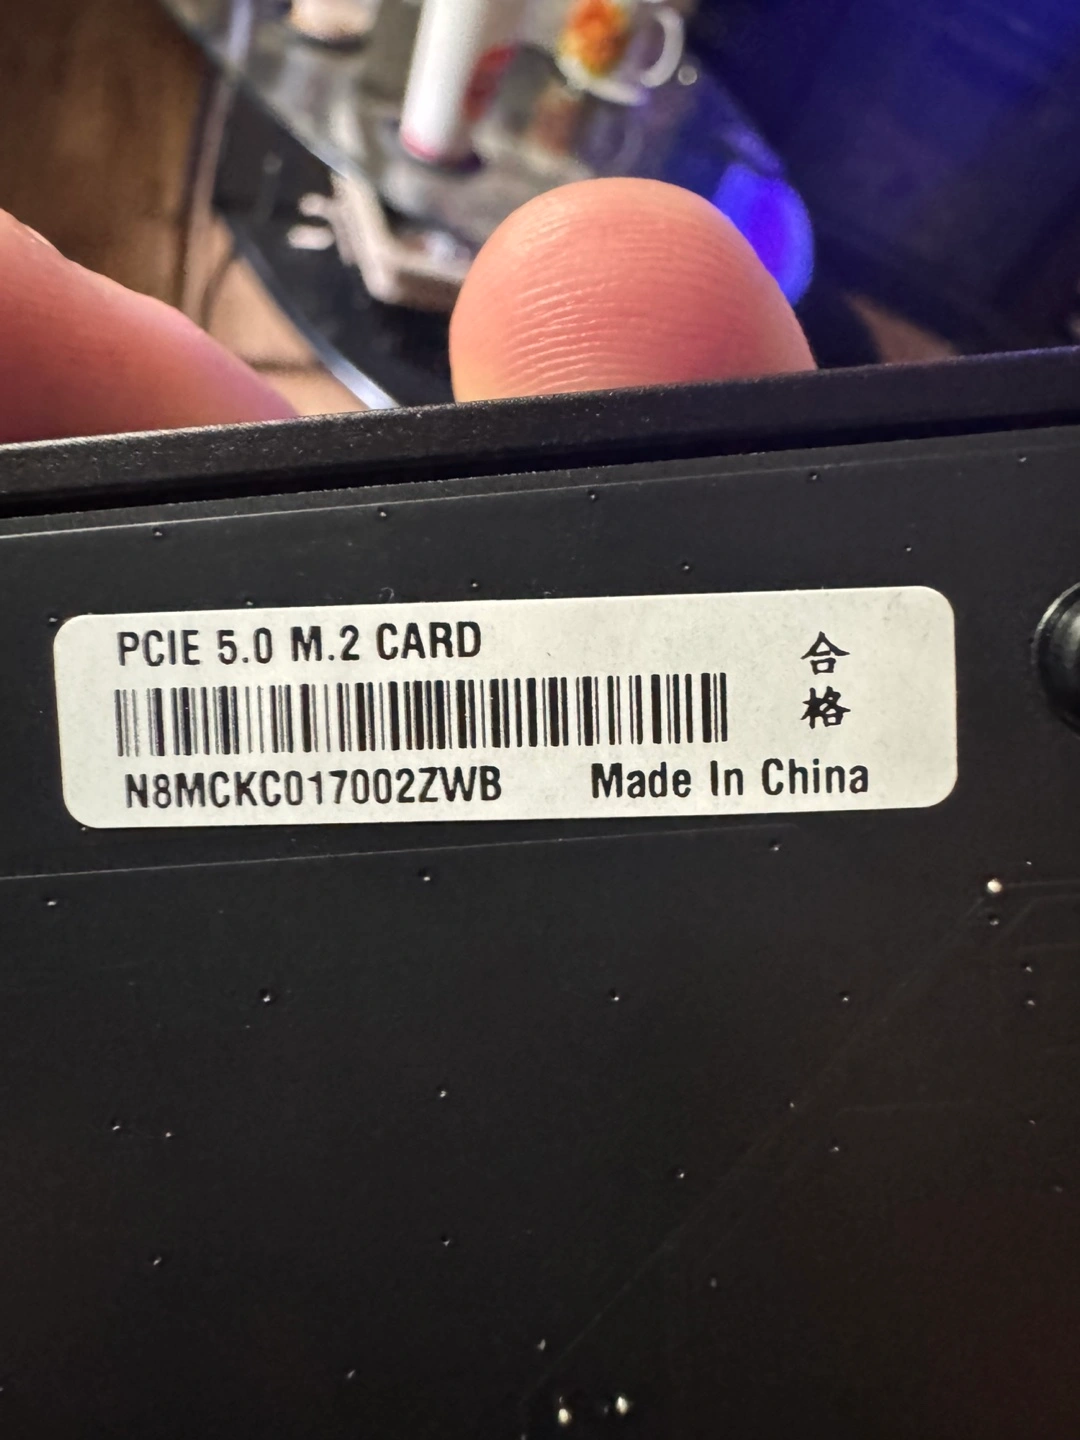 PCIE 5.0 M.2 CARD
合
格
N8MCKC017002ZWB
Made In China